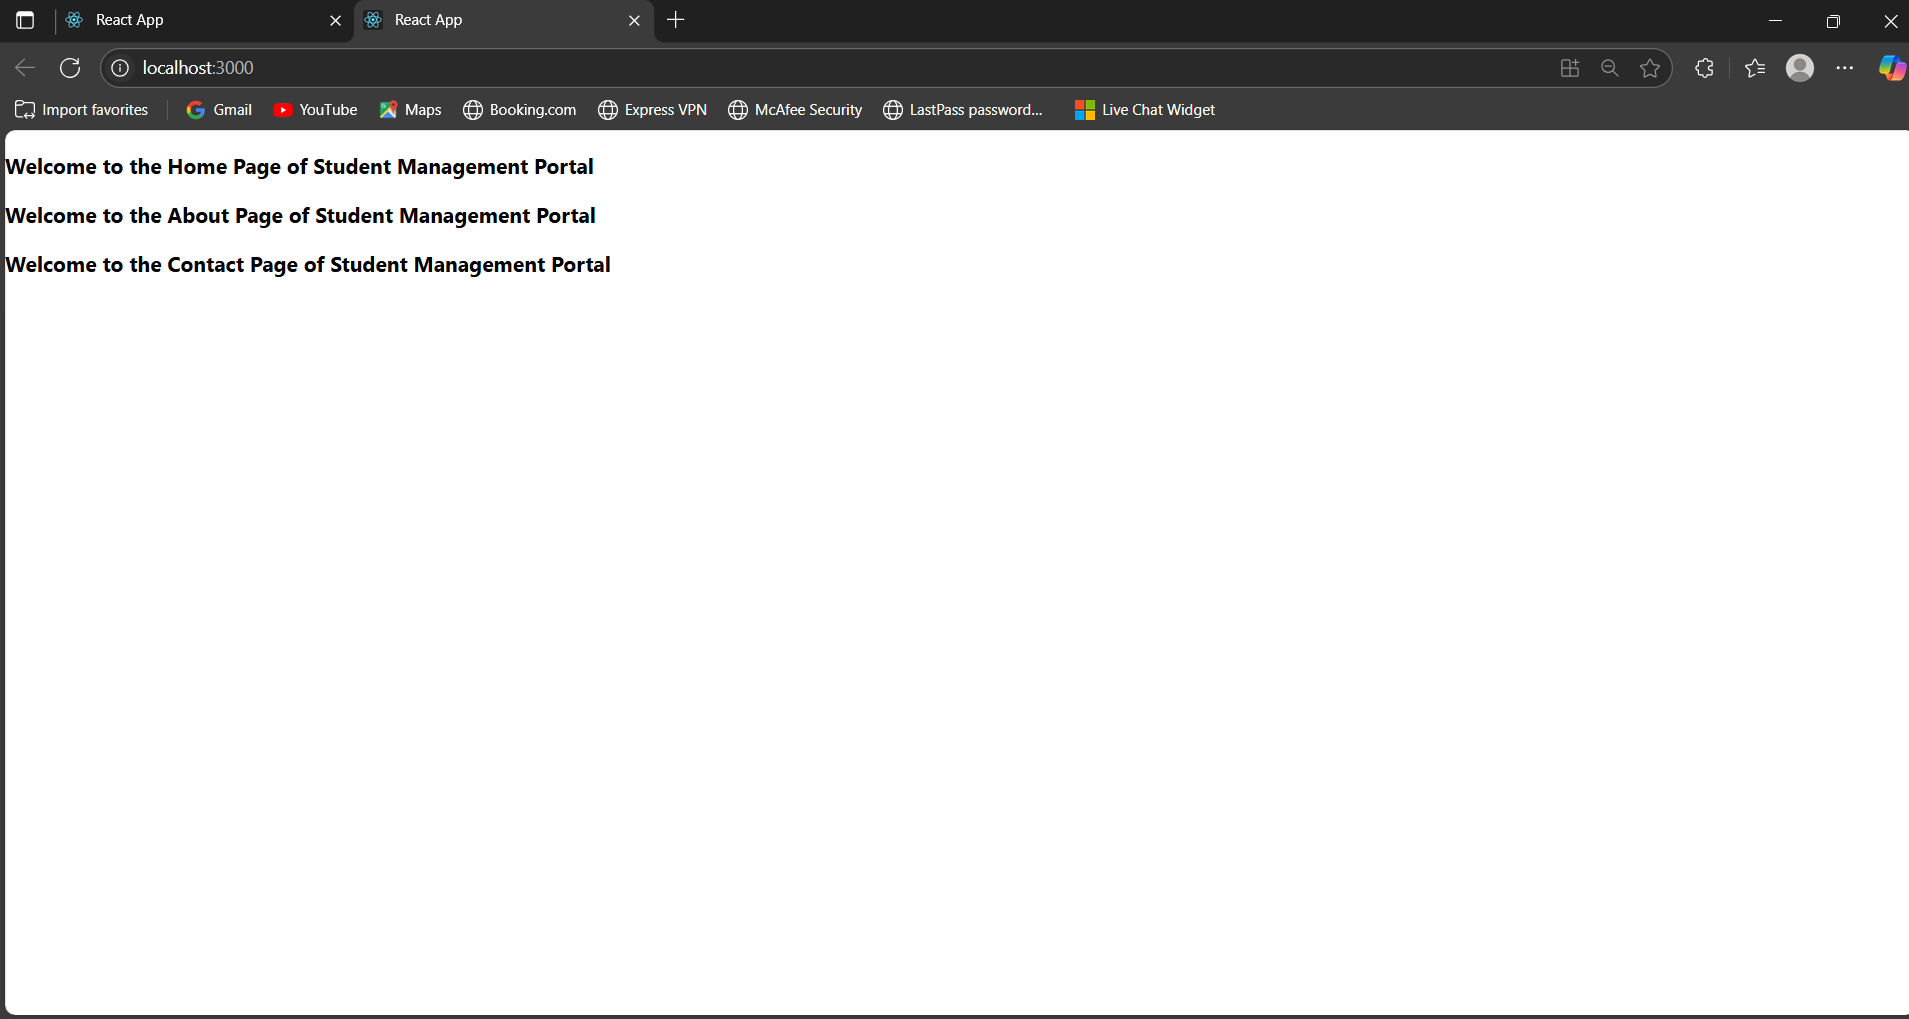 React App
React App
localhost:3000
Import favorites
Gmail
YouTube
Maps
Booking.com
Express VPN
McAfee Security
LastPass password...
Live Chat Widget
Welcome to the Home Page of Student Management Portal
Welcome to the About Page of Student Management Portal
Welcome to the Contact Page of Student Management Portal